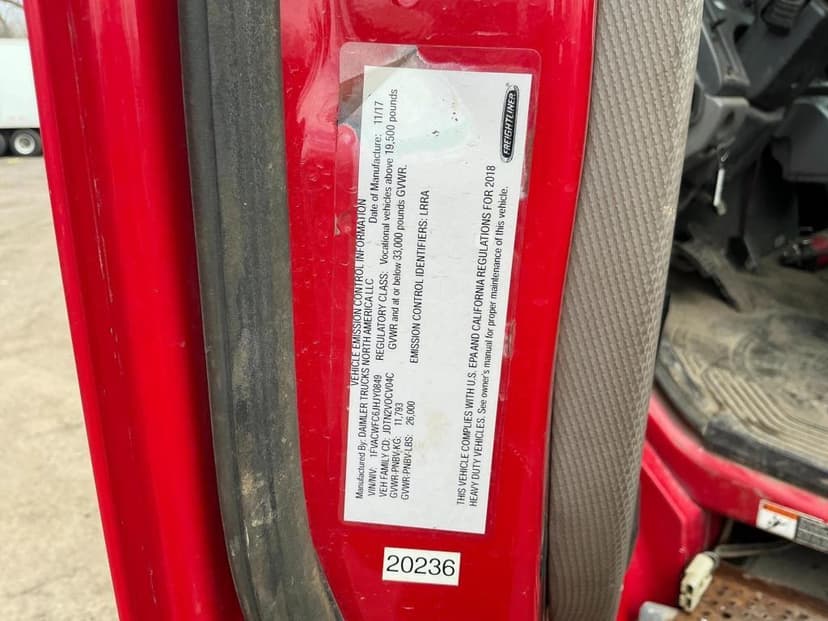 FREIGHTLINER
VEHICLE EMISSION CONTROL INFORMATION
Manufactured By: DAIMLER TRUCKS NORTH AMERICA LLC
Date of Manufacture: 11/17
VIN/NIV: 1FVACWFC6JHJY0849
REGULATORY CLASS: Vocational vehicles above 19,500 pounds
VEH FAMILY CD: JDTN2VOCV04C
GVWR and at or below 33,000 pounds GVWR.
GVWR-PNBV-KG: 11,793
GVWR-PNBV-LBS: 26,000
EMISSION CONTROL IDENTIFIERS: LRRA
THIS VEHICLE COMPLIES WITH U.S. EPA AND CALIFORNIA REGULATIONS FOR 2018
HEAVY DUTY VEHICLES. See owner's manual for proper maintenance of this vehicle.
20236